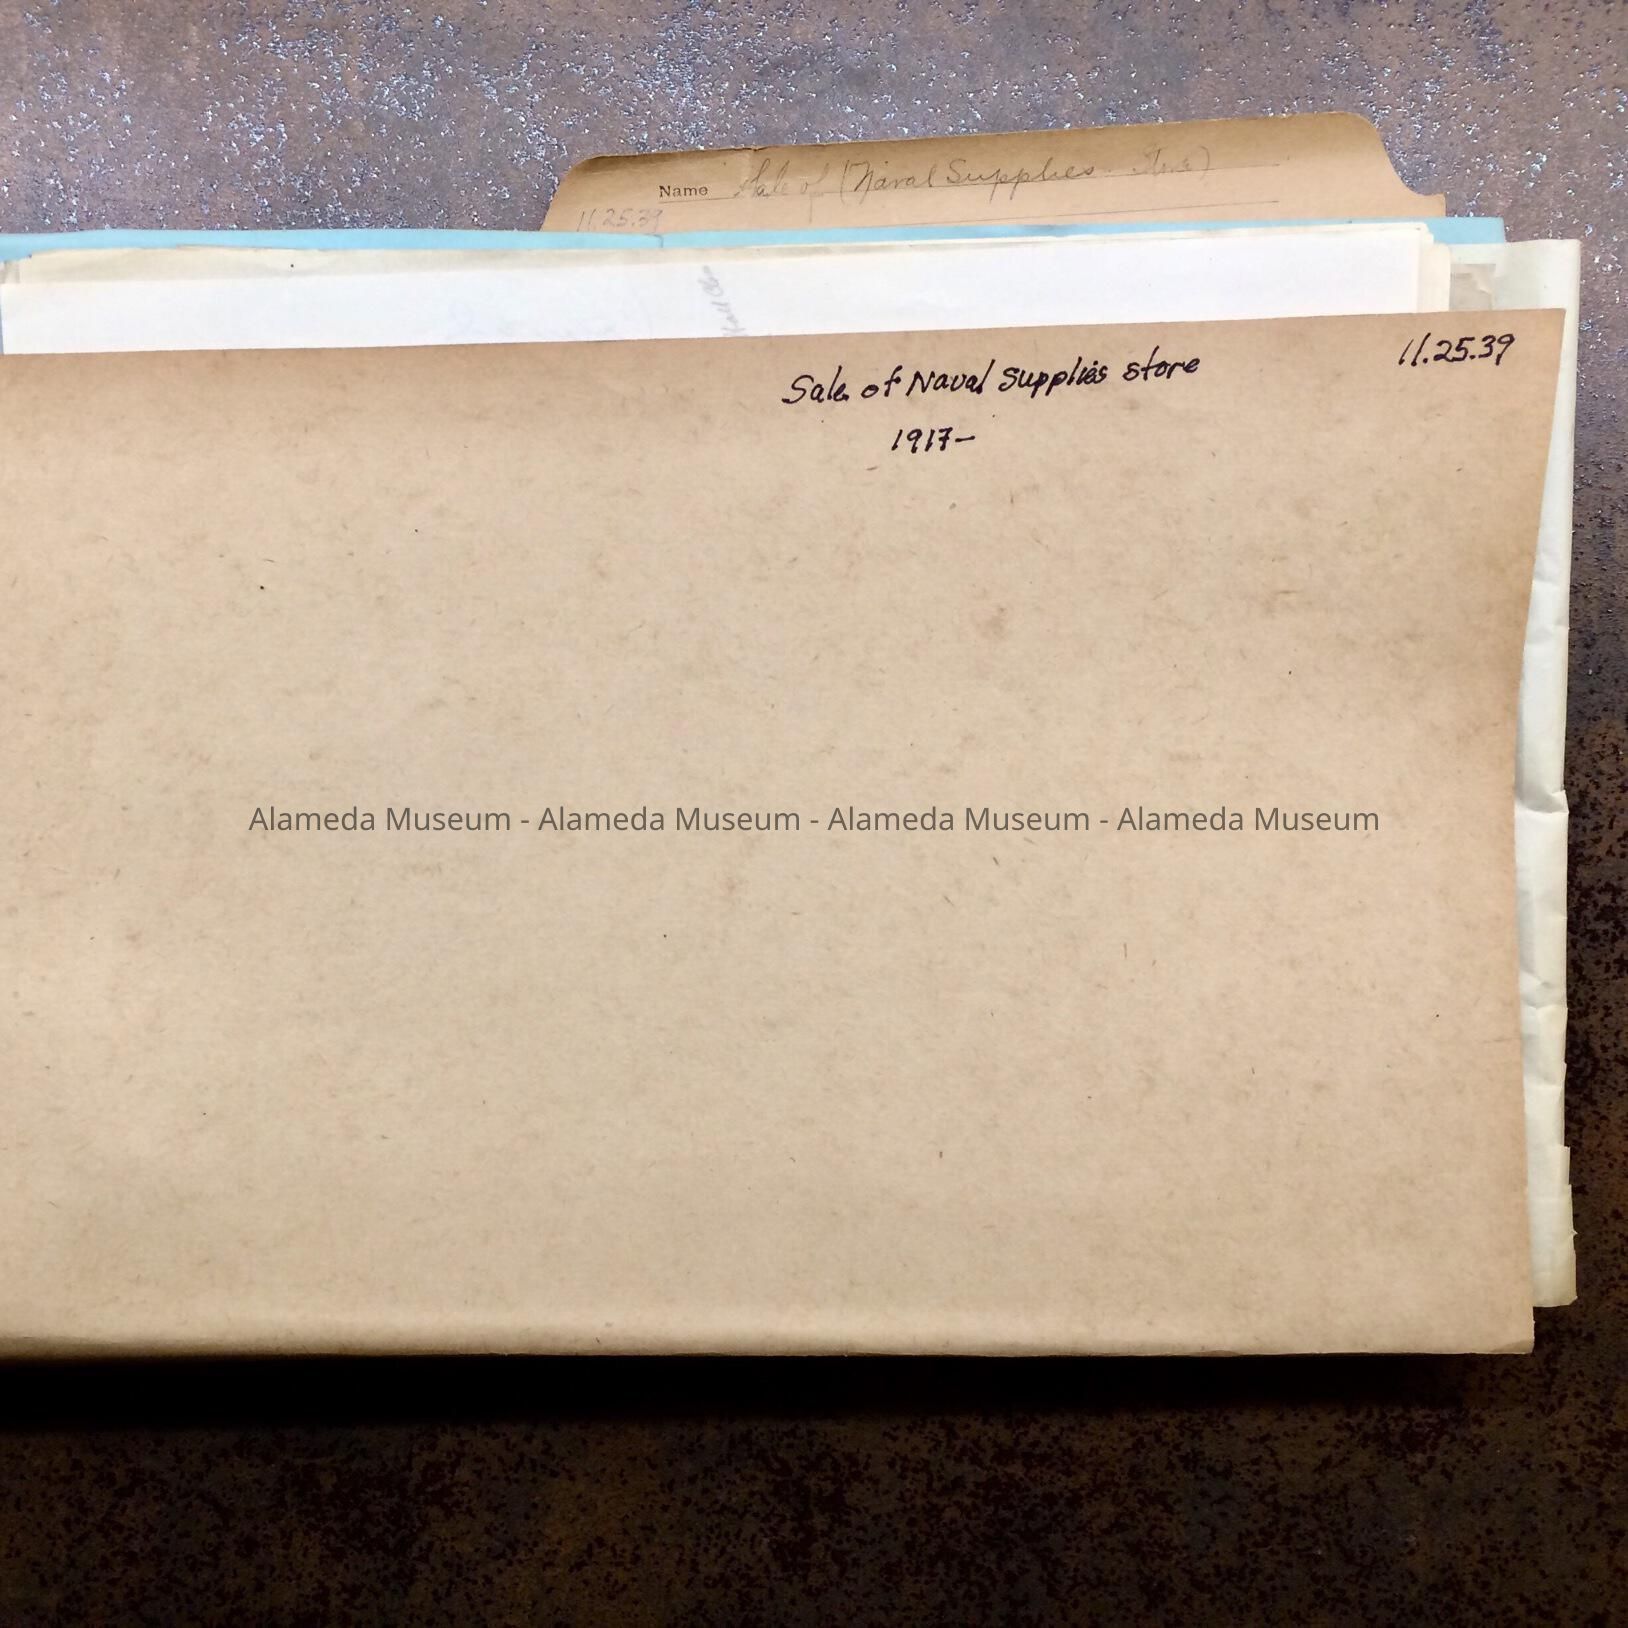 Name Sale of (Naval Supplies Store)
11.25.39
Sale of Naval Supplies store
11.25.39
1917-
Alameda Museum - Alameda Museum - Alameda Museum - Alameda Museum